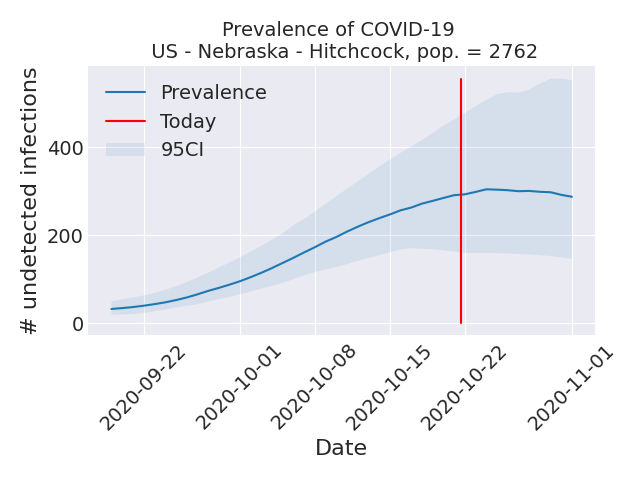 Prevalence of COVID-19
US - Nebraska - Hitchcock, pop. = 2762
# undetected infections
400
200
0
Prevalence
Today
95CI
2020-09-22
2020-10-01
2020-10-08
2020-10-15
2020-10-22
2020-11-01
Date